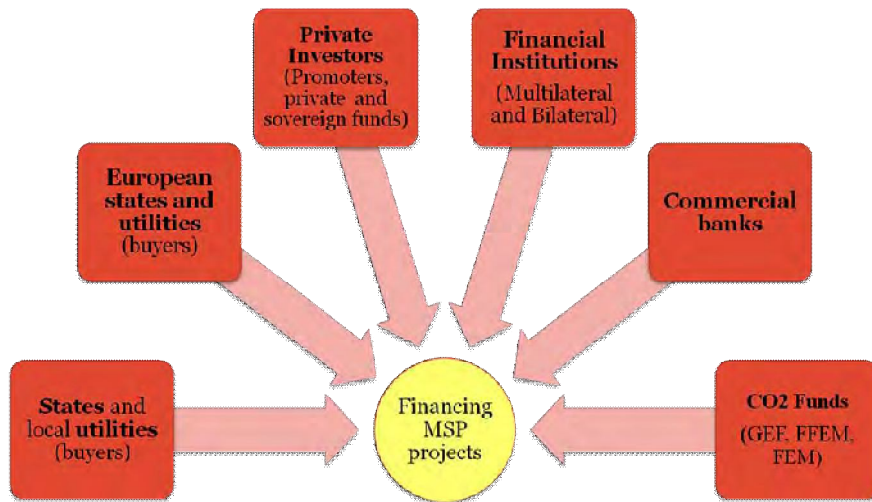 Private
Investors
(Promoters,
private and
sovereign funds)
Financial
Institutions
(Multilateral
and Bilateral)
European
states and
utilities
(buyers)
Commercial
banks
States and
local utilities
(buyers)
Financing
MSP
projects
CO2 Funds
(GEF, FFEM,
FEM)